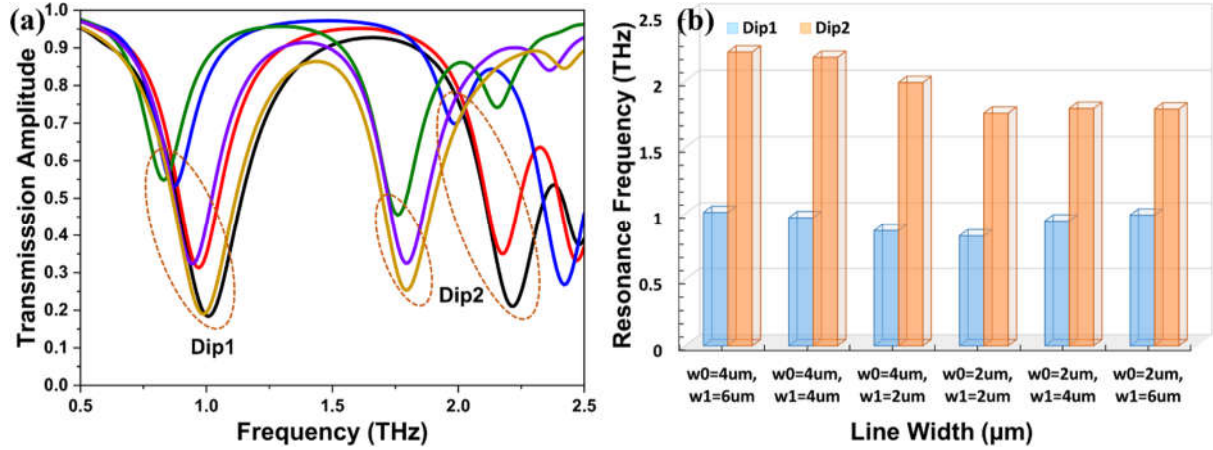 (a)
Transmission Amplitude
1.0
0.9
0.8
0.7
0.6
0.5
0.4
0.3
0.2
0.1
0.0
Dip1
Dip2
0.5 1.0 1.5 2.0 2.5
Frequency (THz)
(b)
Dip1 Dip2
Resonance Frequency (THz)
2.5
2
1.5
1
0.5
0
w0=4um, w0=4um, w0=4um, w0=2um, w0=2um, w0=2um,
w1=6um w1=4um w1=2um w1=2um w1=4um w1=6um
Line Width (μm)